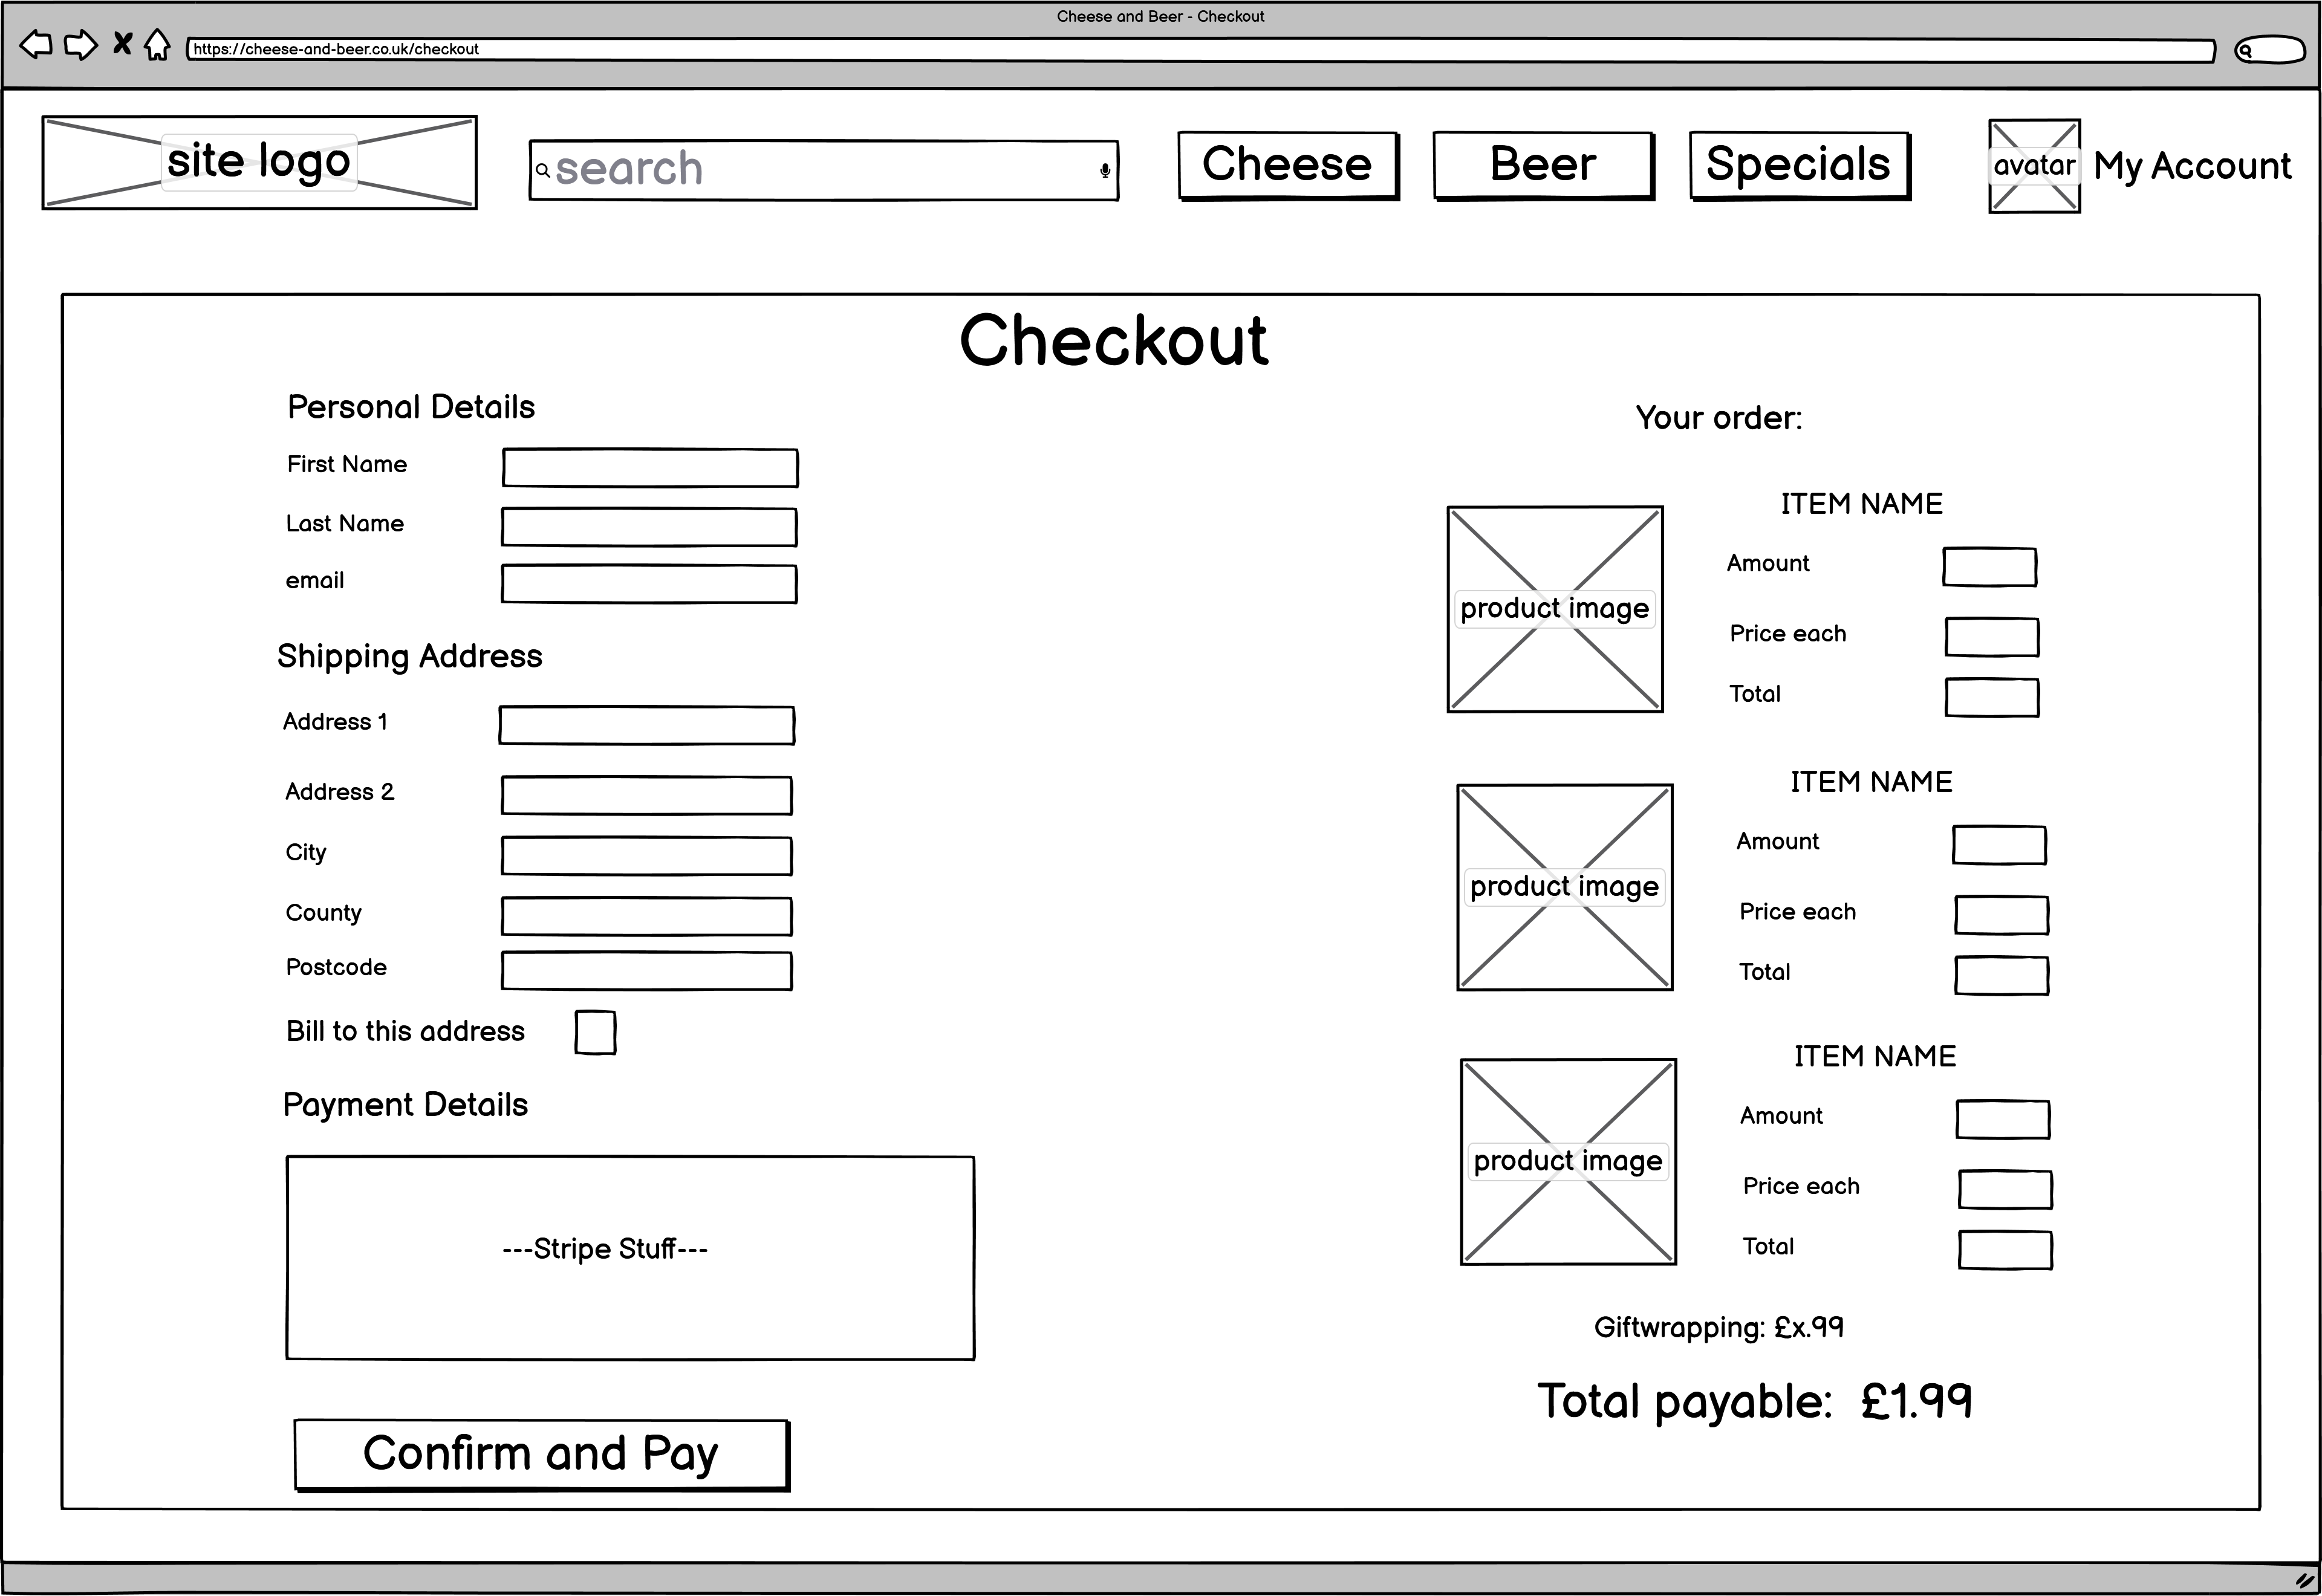 Cheese and Beer - Checkout
https://cheese-and-beer.co.uk/checkout
site logo
search
Cheese
Beer
Specials
avatar
My Account
Checkout
Personal Details
First Name
Last Name
email
Shipping Address
Address 1
Address 2
City
County
Postcode
Bill to this address
Payment Details
---Stripe Stuff---
Confirm and Pay
Your order:
ITEM NAME
product image
Amount
Price each
Total
ITEM NAME
product image
Amount
Price each
Total
ITEM NAME
product image
Amount
Price each
Total
Giftwrapping: £x.99
Total payable: £1.99